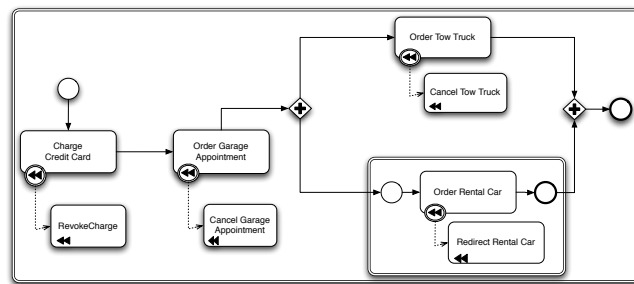 Order Tow Truck
Cancel Tow Truck
Charge
Credit Card
Order Garage
Appointment
Order Rental Car
RevokeCharge
Cancel Garage
Appointment
Redirect Rental Car